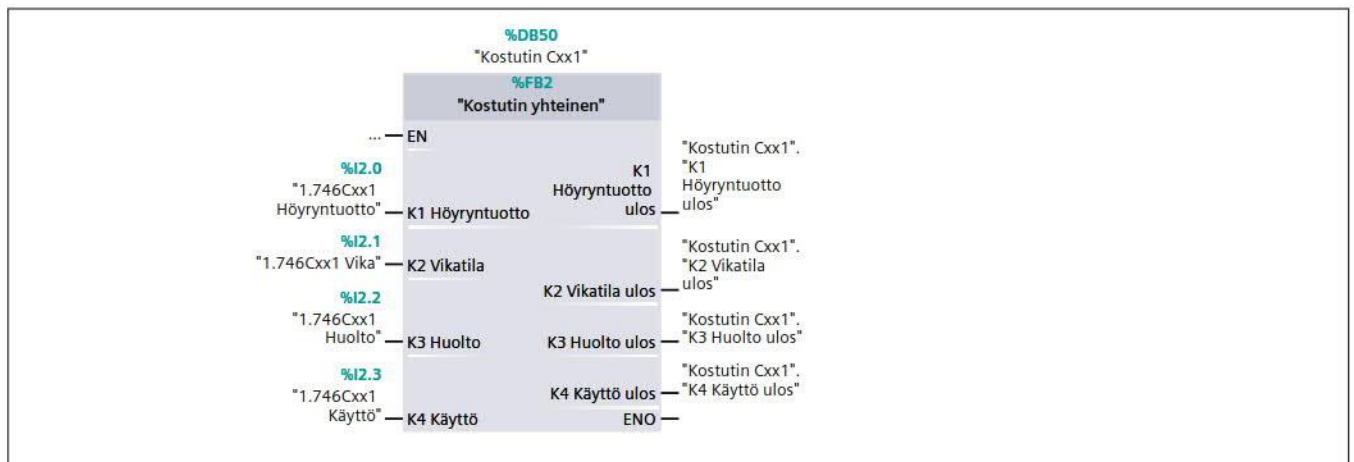 %DB50
"Kostutin Cxx1"
%FB2
"Kostutin yhteinen"
... EN
%I2.0
"1.746Cxx1
Höyryntuotto"
K1 Höyryntuotto
K1
Höyryntuotto
ulos
"Kostutin Cxx1".
"K1
Höyryntuotto
ulos"
%I2.1
"1.746Cxx1 Vika"
K2 Vikatila
K2 Vikatila ulos
"Kostutin Cxx1".
"K2 Vikatila
ulos"
%I2.2
"1.746Cxx1
Huolto"
K3 Huolto
K3 Huolto ulos
"Kostutin Cxx1".
"K3 Huolto ulos"
%I2.3
"1.746Cxx1
Käyttö"
K4 Käyttö
K4 Käyttö ulos
"Kostutin Cxx1".
"K4 Käyttö ulos"
ENO